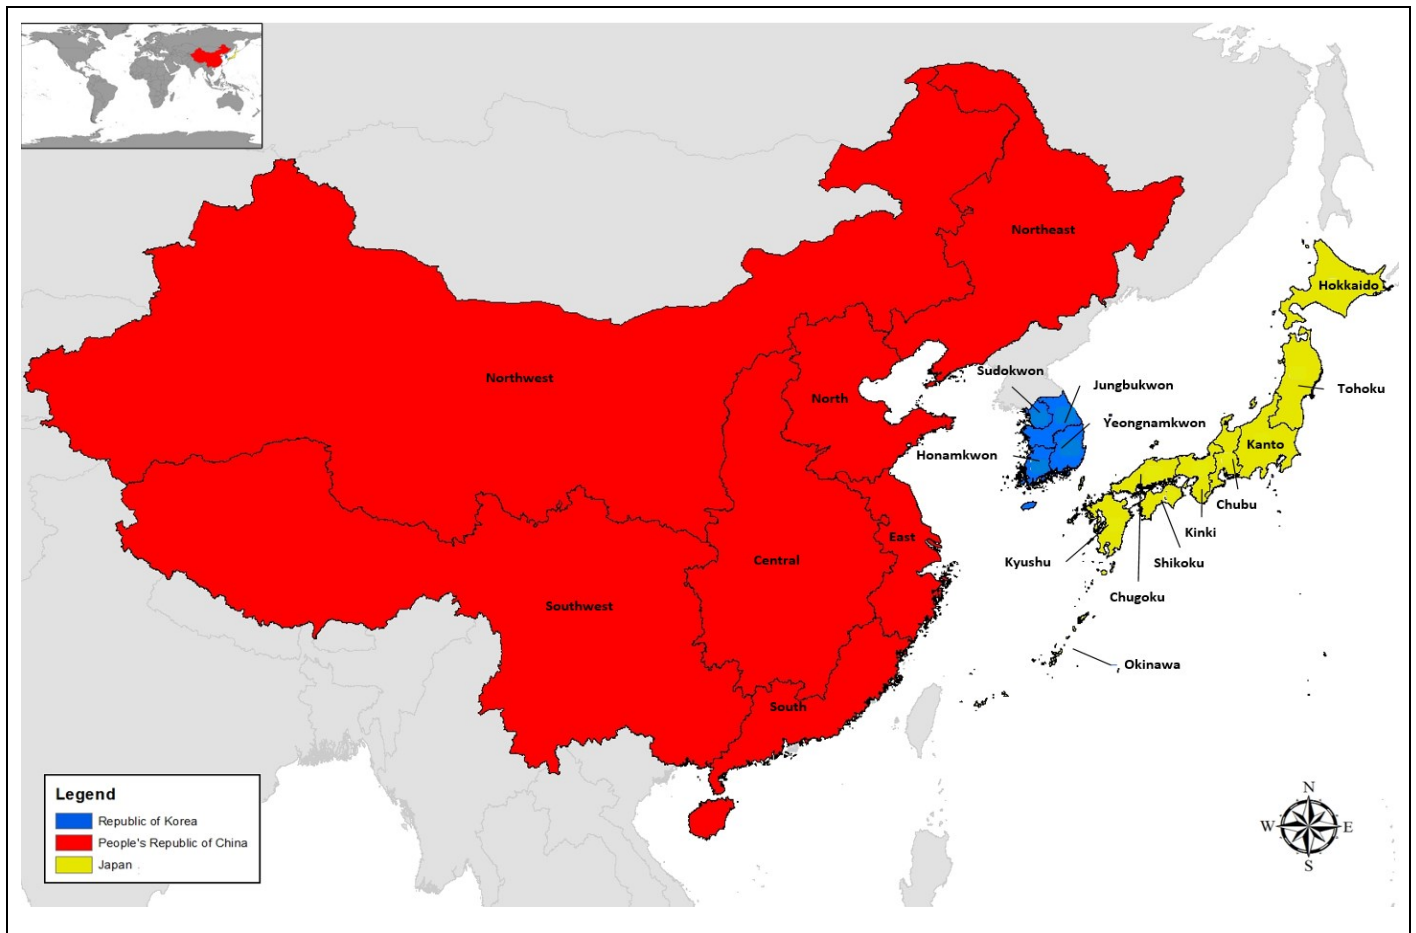 Northeast
Hokkaido
Sudokwon
Northwest
Jungbukwon
Tohoku
North
Yeongnamkwon
Kanto
Honamkwon
Chubu
Kinki
East
Central
Kyushu
Shikoku
Chugoku
Southwest
Okinawa
South
Legend
Republic of Korea
People's Republic of China
Japan
N
W
E
S